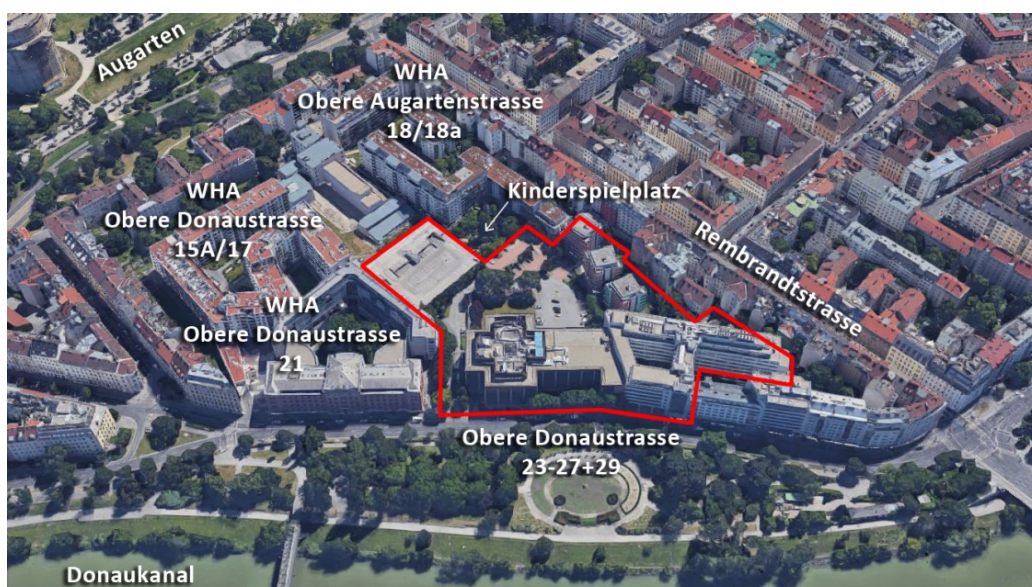 Augarten
WHA
Obere Augartenstrasse
18/18a
WHA
Obere Donaustrasse
15A/17
Kinderspielplatz
Rembrandtstrasse
WHA
Obere Donaustrasse
21
Obere Donaustrasse
23-27+29
Donaukanal